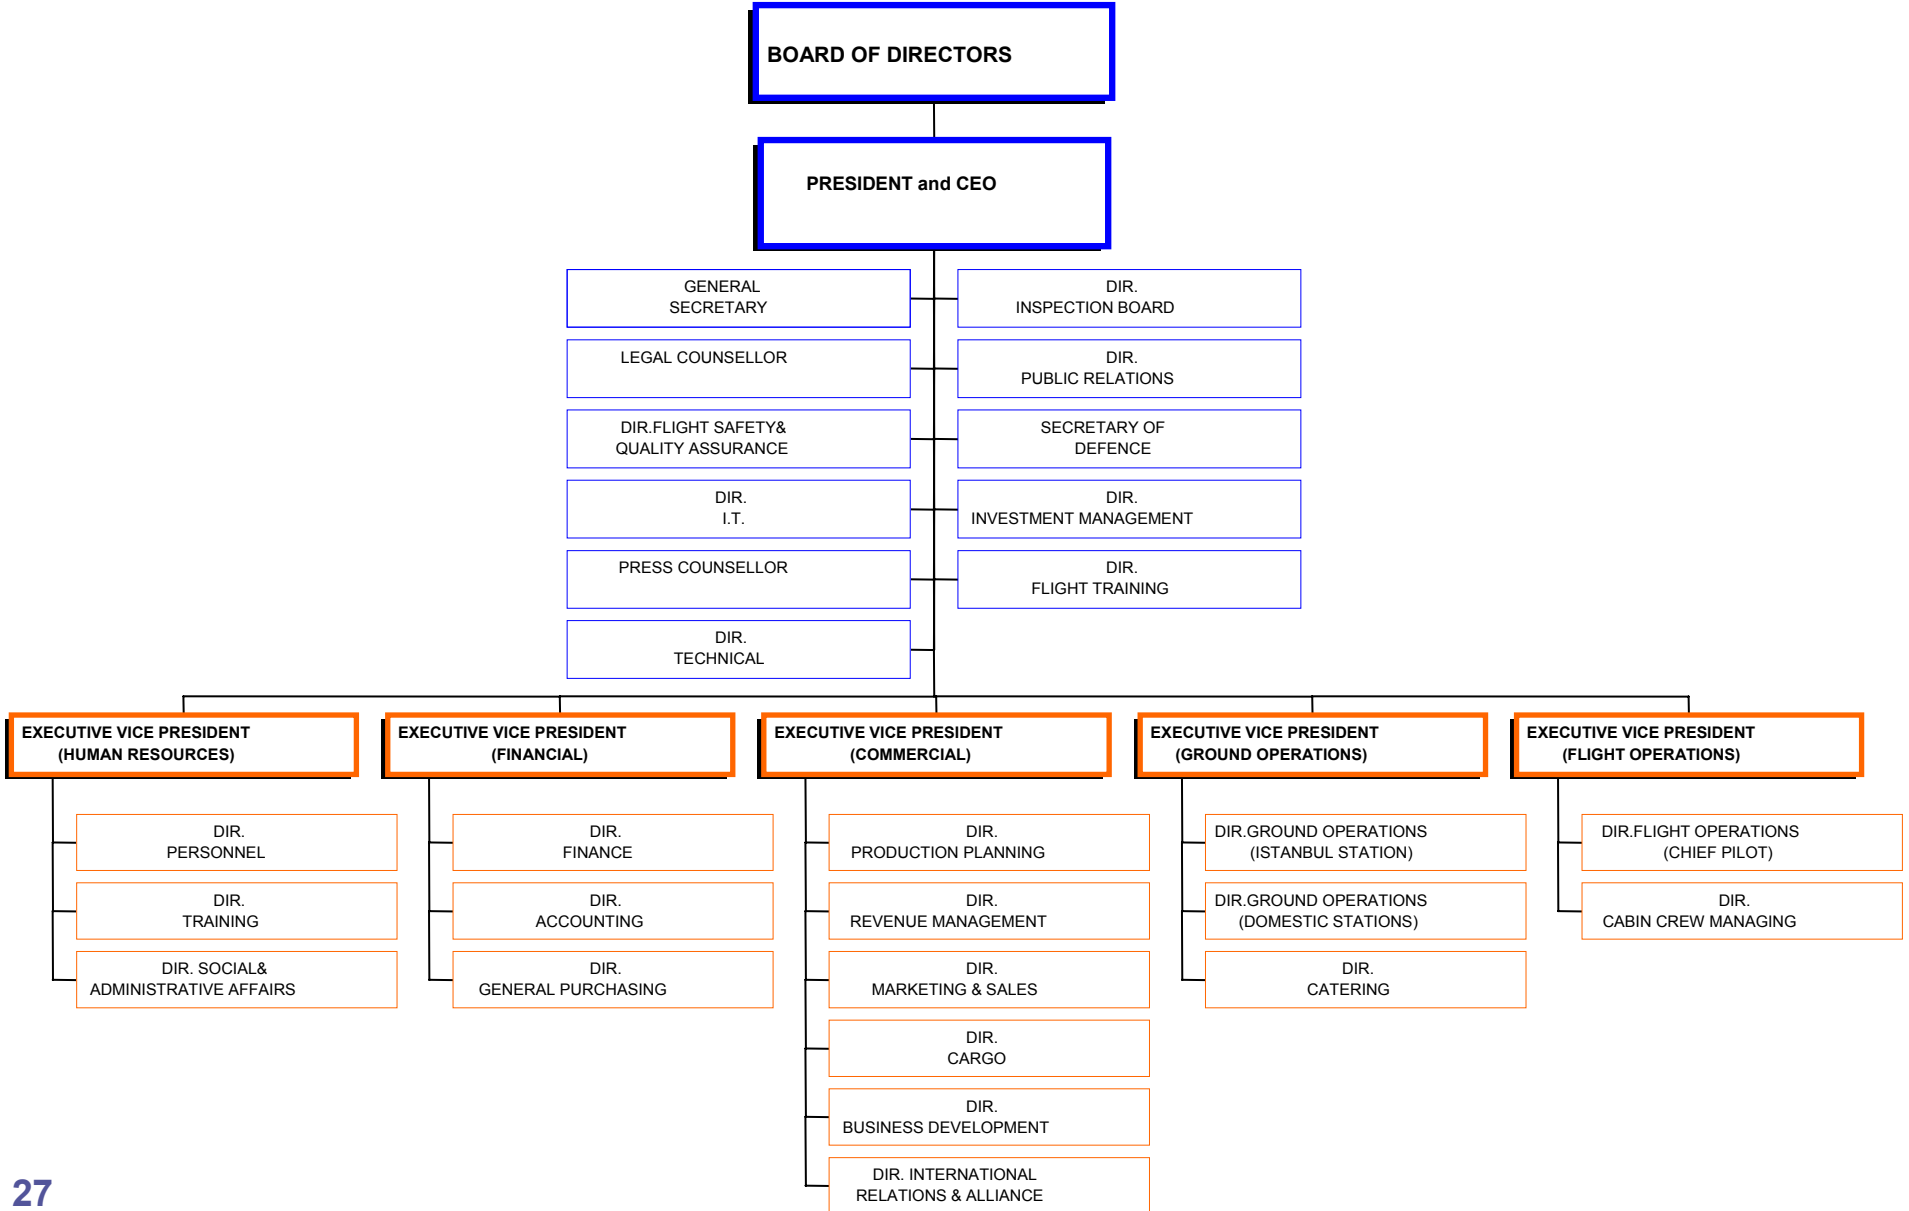 BOARD OF DIRECTORS
PRESIDENT and CEO
GENERAL
SECRETARY
DIR.
INSPECTION BOARD
LEGAL COUNSELLOR
DIR.
PUBLIC RELATIONS
DIR.FLIGHT SAFETY&
QUALITY ASSURANCE
SECRETARY OF
DEFENCE
DIR.
I.T.
DIR.
INVESTMENT MANAGEMENT
PRESS COUNSELLOR
DIR.
FLIGHT TRAINING
DIR.
TECHNICAL
EXECUTIVE VICE PRESIDENT
(HUMAN RESOURCES)
EXECUTIVE VICE PRESIDENT
(FINANCIAL)
EXECUTIVE VICE PRESIDENT
(COMMERCIAL)
EXECUTIVE VICE PRESIDENT
(GROUND OPERATIONS)
EXECUTIVE VICE PRESIDENT
(FLIGHT OPERATIONS)
DIR.
PERSONNEL
DIR.
FINANCE
DIR.
PRODUCTION PLANNING
DIR.GROUND OPERATIONS
(ISTANBUL STATION)
DIR.FLIGHT OPERATIONS
(CHIEF PILOT)
DIR.
TRAINING
DIR.
ACCOUNTING
DIR.
REVENUE MANAGEMENT
DIR.GROUND OPERATIONS
(DOMESTIC STATIONS)
DIR.
CABIN CREW MANAGING
DIR. SOCIAL&
ADMINISTRATIVE AFFAIRS
DIR.
GENERAL PURCHASING
DIR.
MARKETING & SALES
DIR.
CATERING
DIR.
CARGO
DIR.
BUSINESS DEVELOPMENT
DIR. INTERNATIONAL
RELATIONS & ALLIANCE
27